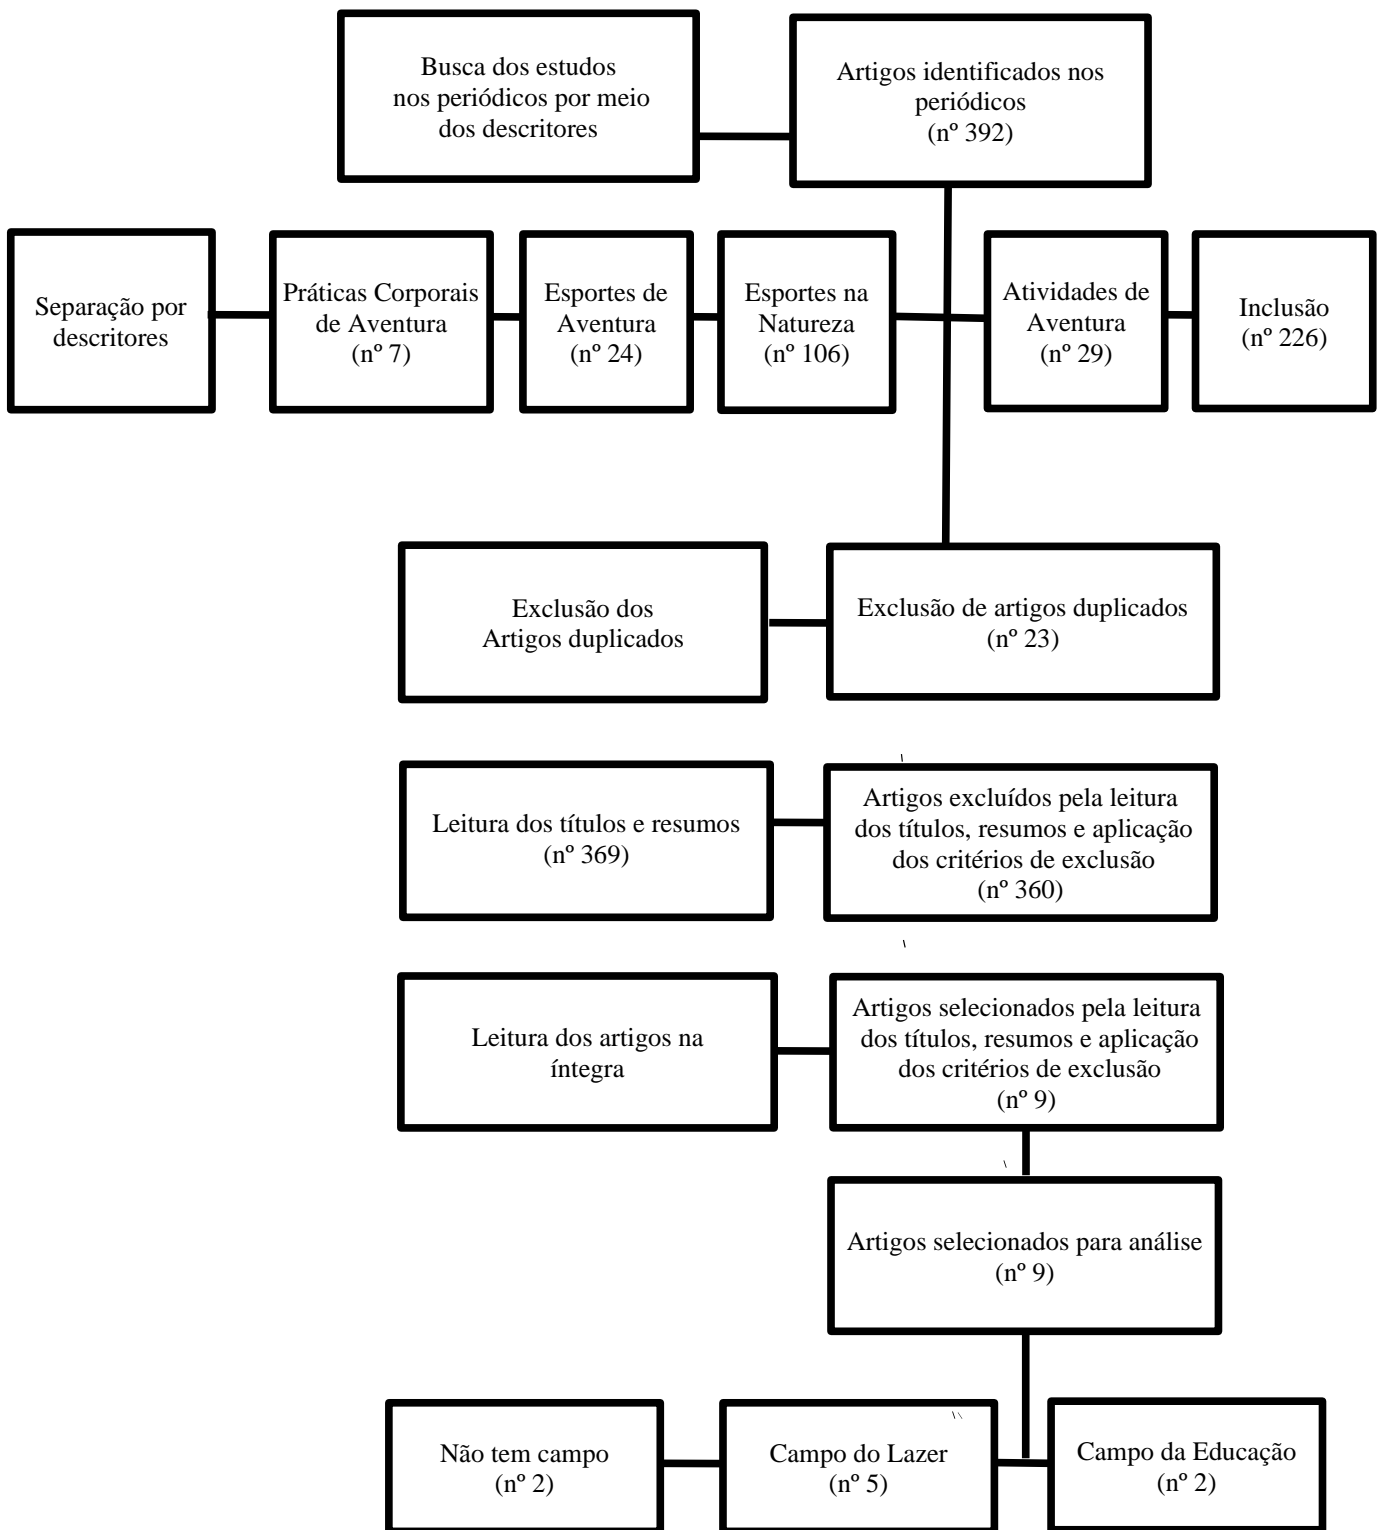 Busca dos estudos
nos periódicos por meio
dos descritores
Artigos identificados nos
periódicos
(nº 392)
Separação por
descritores
Práticas Corporais
de Aventura
(nº 7)
Esportes de
Aventura
(nº 24)
Esportes na
Natureza
(nº 106)
Atividades de
Aventura
(nº 29)
Inclusão
(nº 226)
Exclusão dos
Artigos duplicados
Exclusão de artigos duplicados
(nº 23)
Leitura dos títulos e resumos
(nº 369)
Artigos excluídos pela leitura
dos títulos, resumos e aplicação
dos critérios de exclusão
(nº 360)
Leitura dos artigos na
íntegra
Artigos selecionados pela leitura
dos títulos, resumos e aplicação
dos critérios de exclusão
(nº 9)
Artigos selecionados para análise
(nº 9)
Não tem campo
(nº 2)
Campo do Lazer
(nº 5)
Campo da Educação
(nº 2)